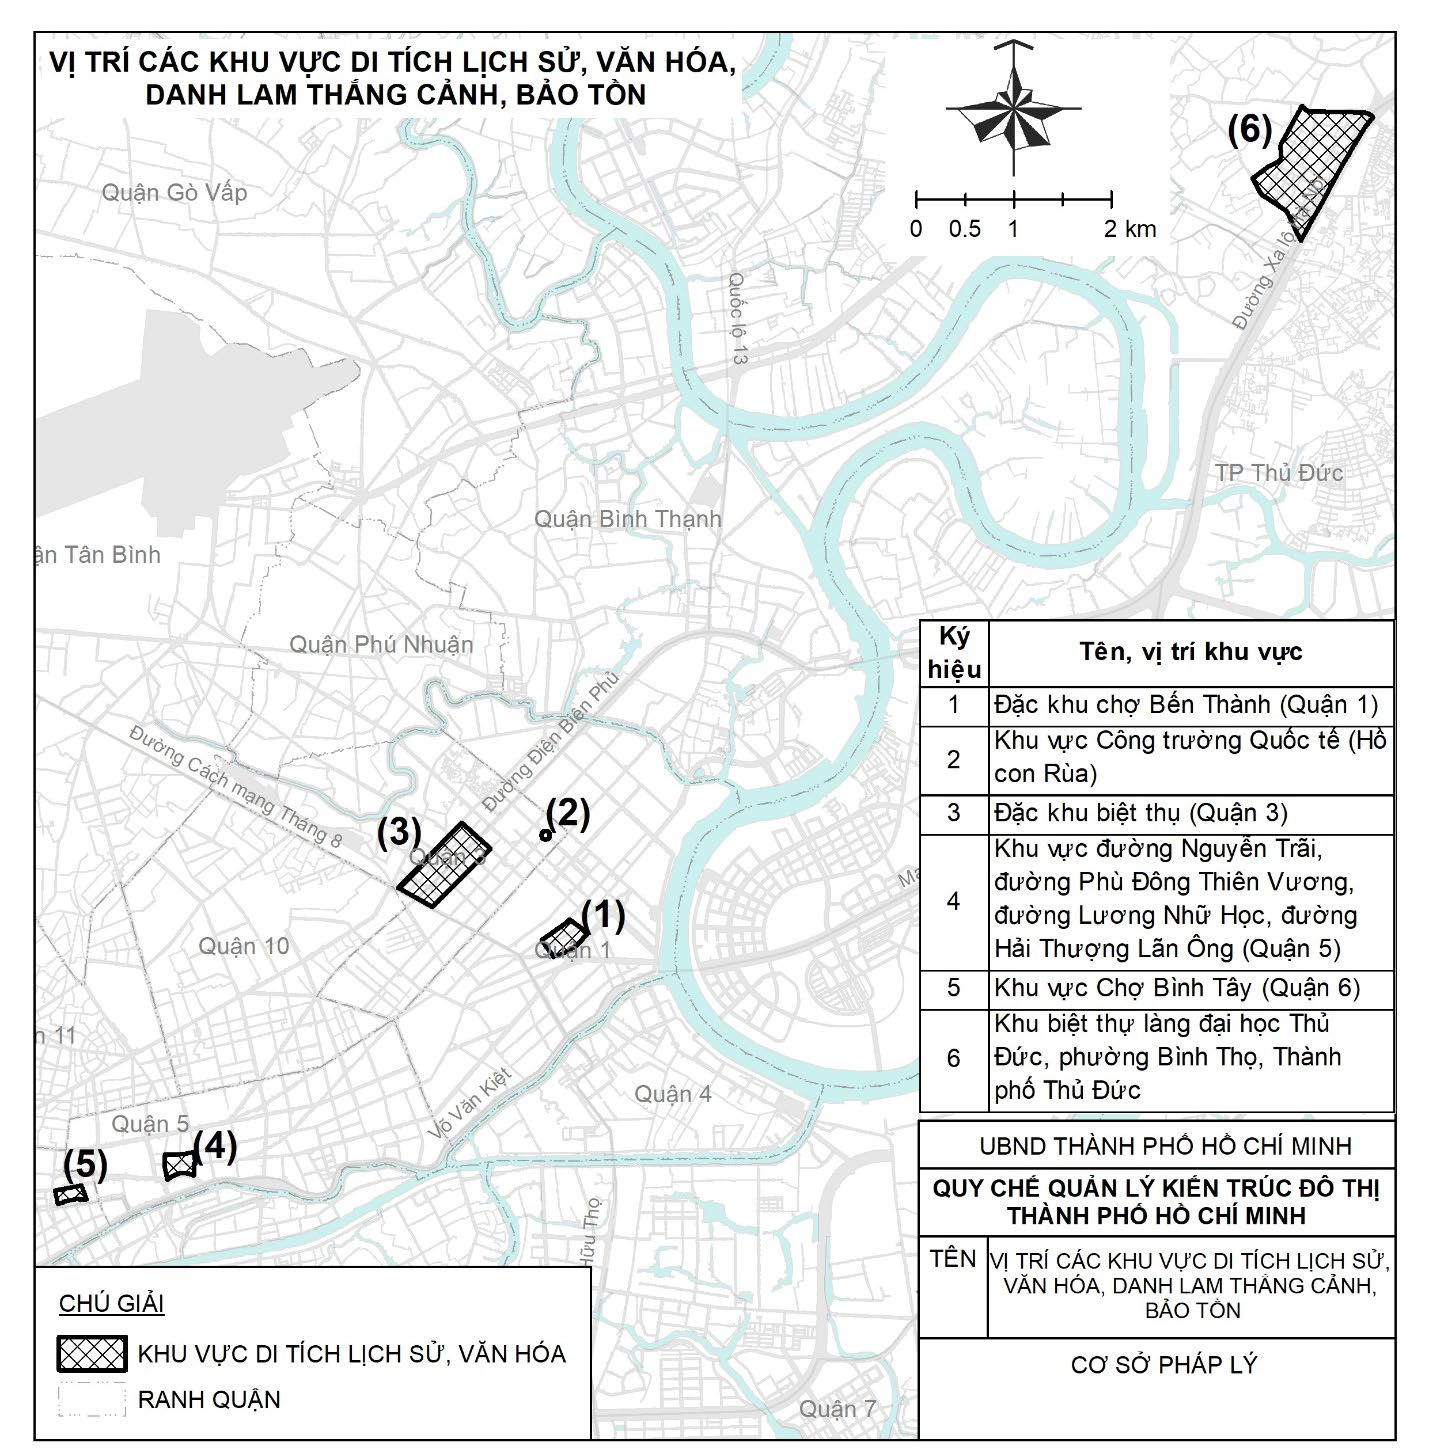 VỊ TRÍ CÁC KHU VỰC DI TÍCH LỊCH SỬ, VĂN HÓA,
DANH LAM THẮNG CẢNH, BẢO TỒN
0 0.5 1 2 km
(6)
Quận Gò Vấp
Quốc lộ 13
Đường Xa lộ Hà Nội
TP Thủ Đức
Quận Bình Thạnh
ận Tân Bình
Quận Phú Nhuận
Đường Điện Biên Phủ
Đường Cách mạng Tháng 8
(2)
(3)
Quận 3
(1)
Quận 1
Quận 10
n 11
Quận 4
Võ Văn Kiệt
Quận 5
(4)
(5)
Hữu Thọ
Quận 7
Ký
hiệu
Tên, vị trí khu vực
1 Đặc khu chợ Bến Thành (Quận 1)
2 Khu vực Công trường Quốc tế (Hồ
con Rùa)
3 Đặc khu biệt thụ (Quận 3)
4 Khu vực đường Nguyễn Trãi,
đường Phù Đông Thiên Vương,
đường Lương Nhữ Học, đường
Hải Thượng Lãn Ông (Quận 5)
5 Khu vực Chợ Bình Tây (Quận 6)
6 Khu biệt thự làng đại học Thủ
Đức, phường Bình Thọ, Thành
phố Thủ Đức
UBND THÀNH PHỐ HỒ CHÍ MINH
QUY CHẾ QUẢN LÝ KIẾN TRÚC ĐÔ THỊ
THÀNH PHỐ HỒ CHÍ MINH
TÊN
VỊ TRÍ CÁC KHU VỰC DI TÍCH LỊCH SỬ,
VĂN HÓA, DANH LAM THẮNG CẢNH,
BẢO TỒN
CƠ SỞ PHÁP LÝ
CHÚ GIẢI
KHU VỰC DI TÍCH LỊCH SỬ, VĂN HÓA
RANH QUẬN